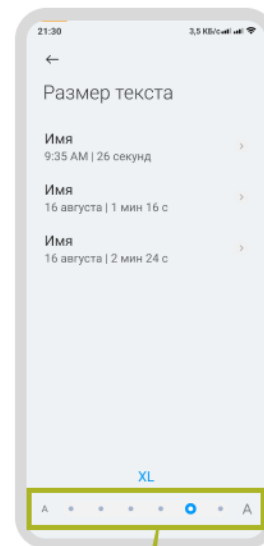 21:30 3,5 КБ/с
←
Размер текста
Имя
9:35 AM | 26 секунд
Имя
16 августа | 1 мин 16 с
Имя
16 августа | 2 мин 24 с
XL
A A